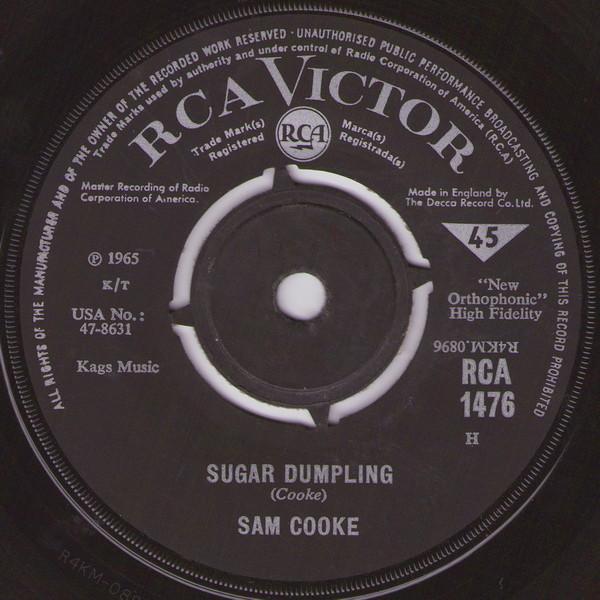 ALL RIGHTS OF THE MANUFACTURER AND OF THE OWNER OF THE RECORDED WORK RESERVED · UNAUTHORISED PUBLIC PERFORMANCE BROADCASTING AND COPYING OF THIS RECORD PROHIBITED
Trade Marks used by authority and under control of Radio Corporation of America (R.C.A)
RCA VICTOR
Trade Mark(s)
Registered
RCA
Marca(s)
Registrada(s)
Master Recording of Radio
Corporation of America.
Made in England by
The Decca Record Co. Ltd.
45
℗ 1965
K/T
USA No.:
47-8631
Kags Music
"New
Orthophonic"
High Fidelity
R4KM.0896
RCA
1476
H
SUGAR DUMPLING
(Cooke)
SAM COOKE